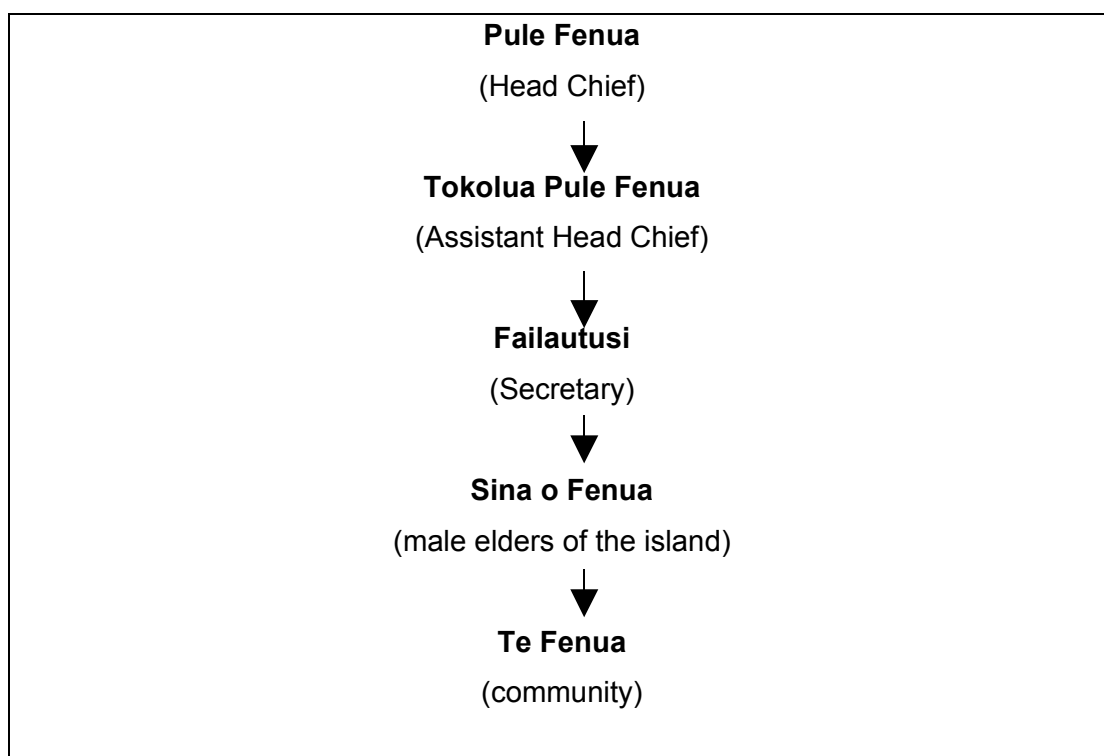 Pule Fenua
(Head Chief)
Tokolua Pule Fenua
(Assistant Head Chief)
Failautusi
(Secretary)
Sina o Fenua
(male elders of the island)
Te Fenua
(community)